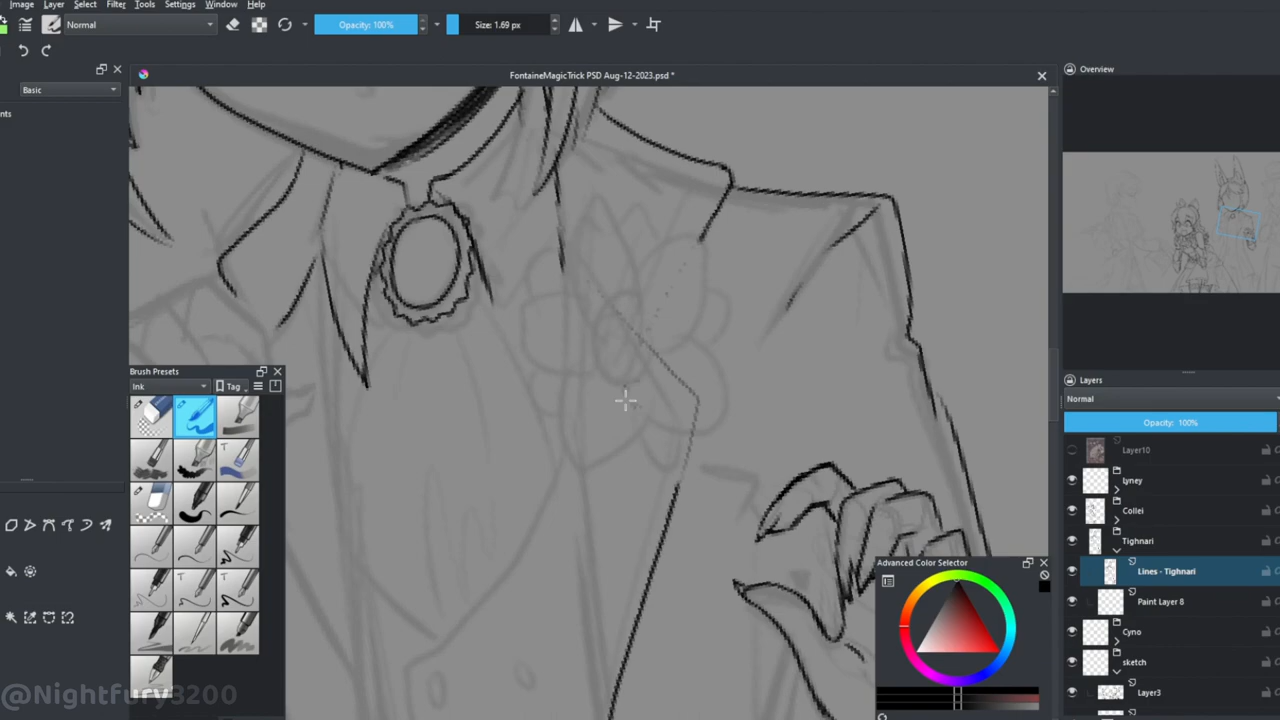 Image Layer Select Filter Tools Settings Window Help
Normal Opacity: 100% Size: 1.69 px
FontaineMagicTrick PSD Aug-12-2023.psd *
Overview
Basic
nts
Brush Presets
Ink Tag
Layers
Normal
Opacity: 100%
Layer10
Lyney
Collei
Tighnari
Lines - Tighnari
Paint Layer 8
Cyno
sketch
Layer3
Advanced Color Selector
@Nightfury3200